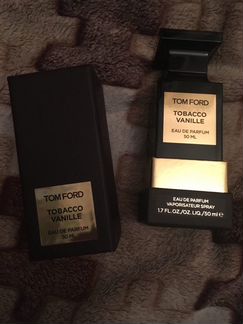 TOM FORD
TOBACCO
VANILLE
EAU DE PARFUM
50 ML
TOM FORD
TOBACCO
VANILLE
EAU DE PARFUM
50 ML
EAU DE PARFUM
VAPORISATEUR SPRAY
1.7 FL.OZ./OZ.LIQ./50 ml ℮